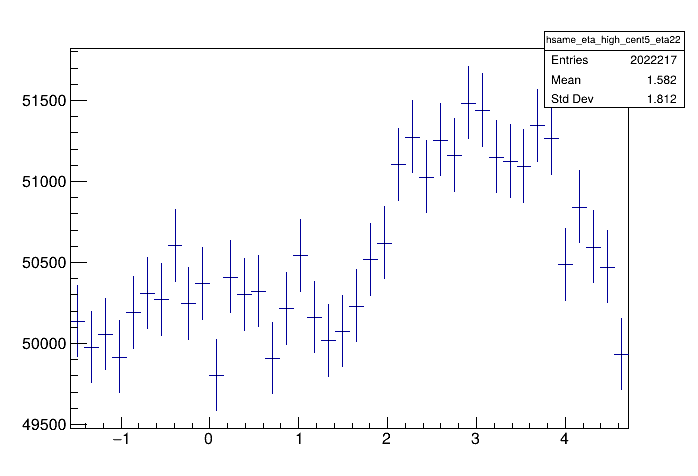 hsame_eta_high_cent5_eta22
Entries 2022217
Mean 1.582
Std Dev 1.812
51500
51000
50500
50000
49500
−1 0 1 2 3 4